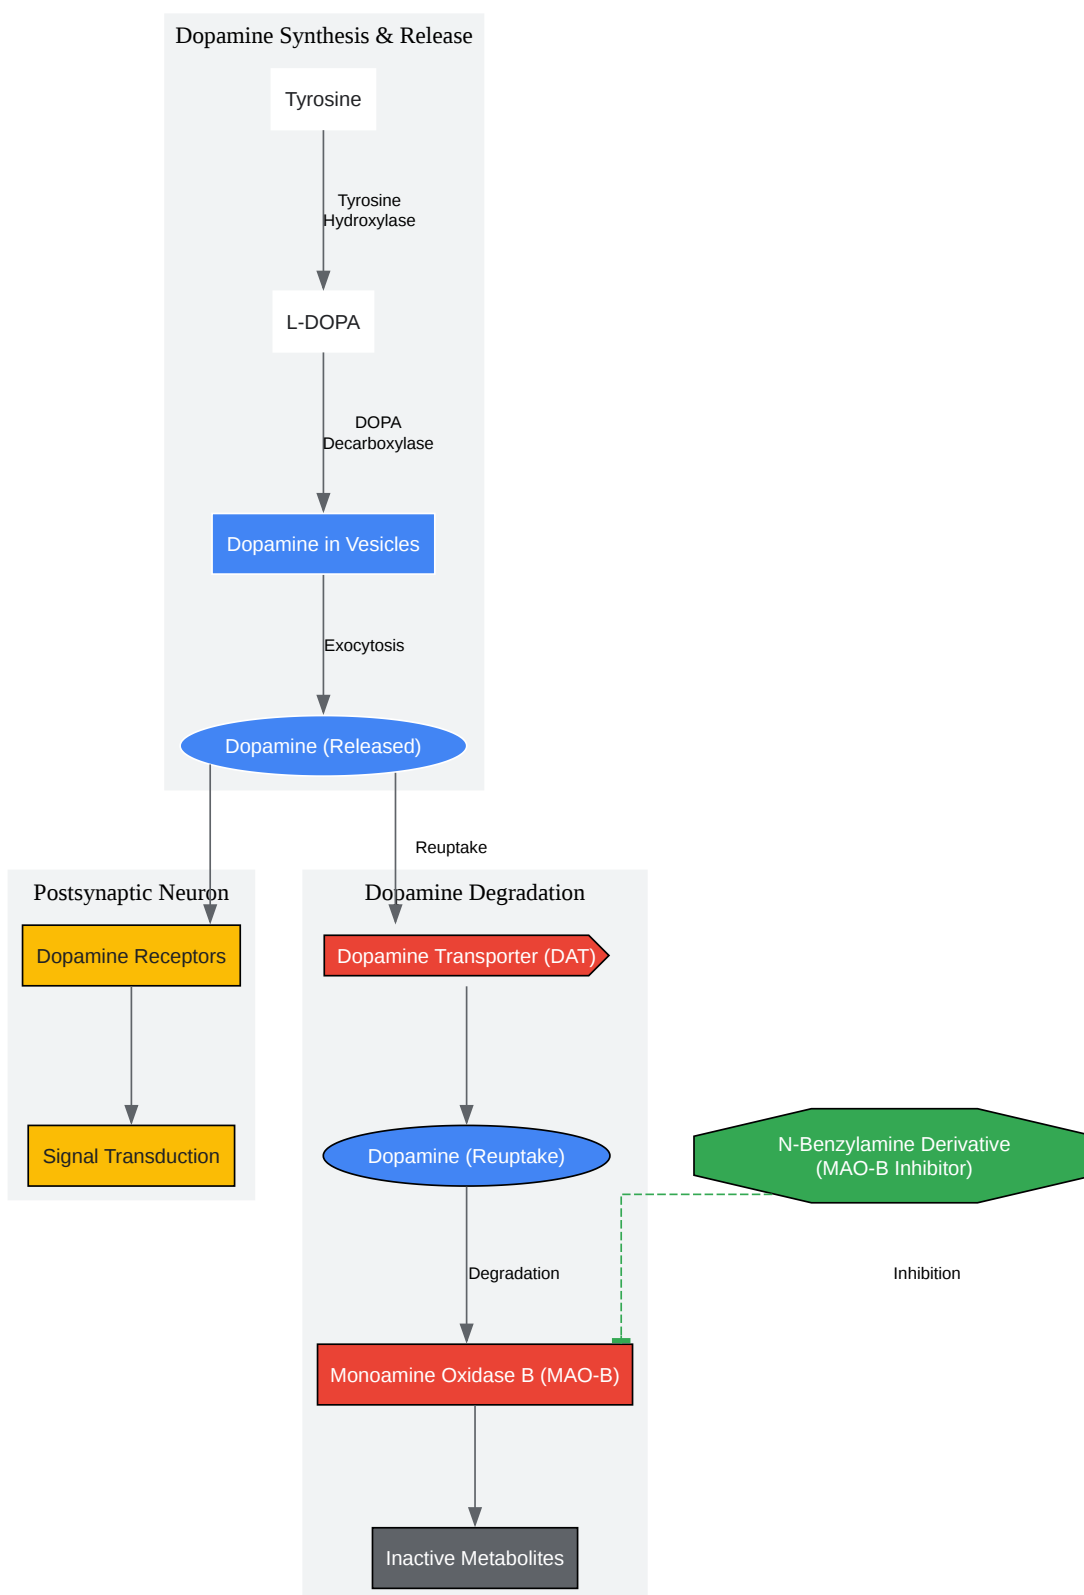 Dopamine Synthesis & Release
Tyrosine
Tyrosine
Hydroxylase
L-DOPA
DOPA
Decarboxylase
Dopamine in Vesicles
Exocytosis
Dopamine (Released)
Reuptake
Postsynaptic Neuron
Dopamine Receptors
Signal Transduction
Dopamine Degradation
Dopamine Transporter (DAT)
Dopamine (Reuptake)
Degradation
Monoamine Oxidase B (MAO-B)
Inactive Metabolites
N-Benzylamine Derivative
(MAO-B Inhibitor)
Inhibition